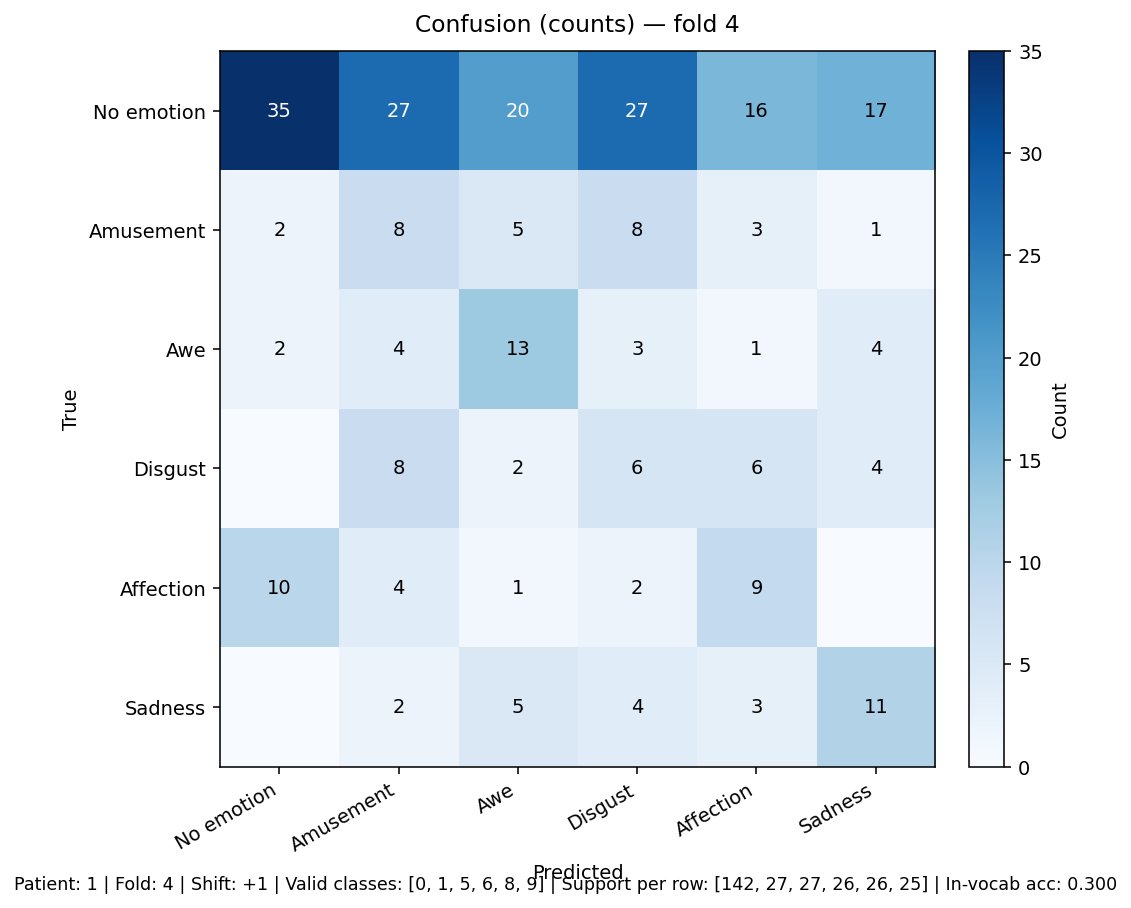 Confusion (counts) — fold 4
35
No emotion 35 27 20 27 16 17
30
Amusement 2 8 5 8 3 1
25
Awe 2 4 13 3 1 4
20
True
Count
15
Disgust 8 2 6 6 4
10
Affection 10 4 1 2 9
5
Sadness 2 5 4 3 11
0
No emotion Amusement Awe Disgust Affection Sadness
Predicted
Patient: 1 | Fold: 4 | Shift: +1 | Valid classes: [0, 1, 5, 6, 8, 9] | Support per row: [142, 27, 27, 26, 26, 25] | In-vocab acc: 0.300